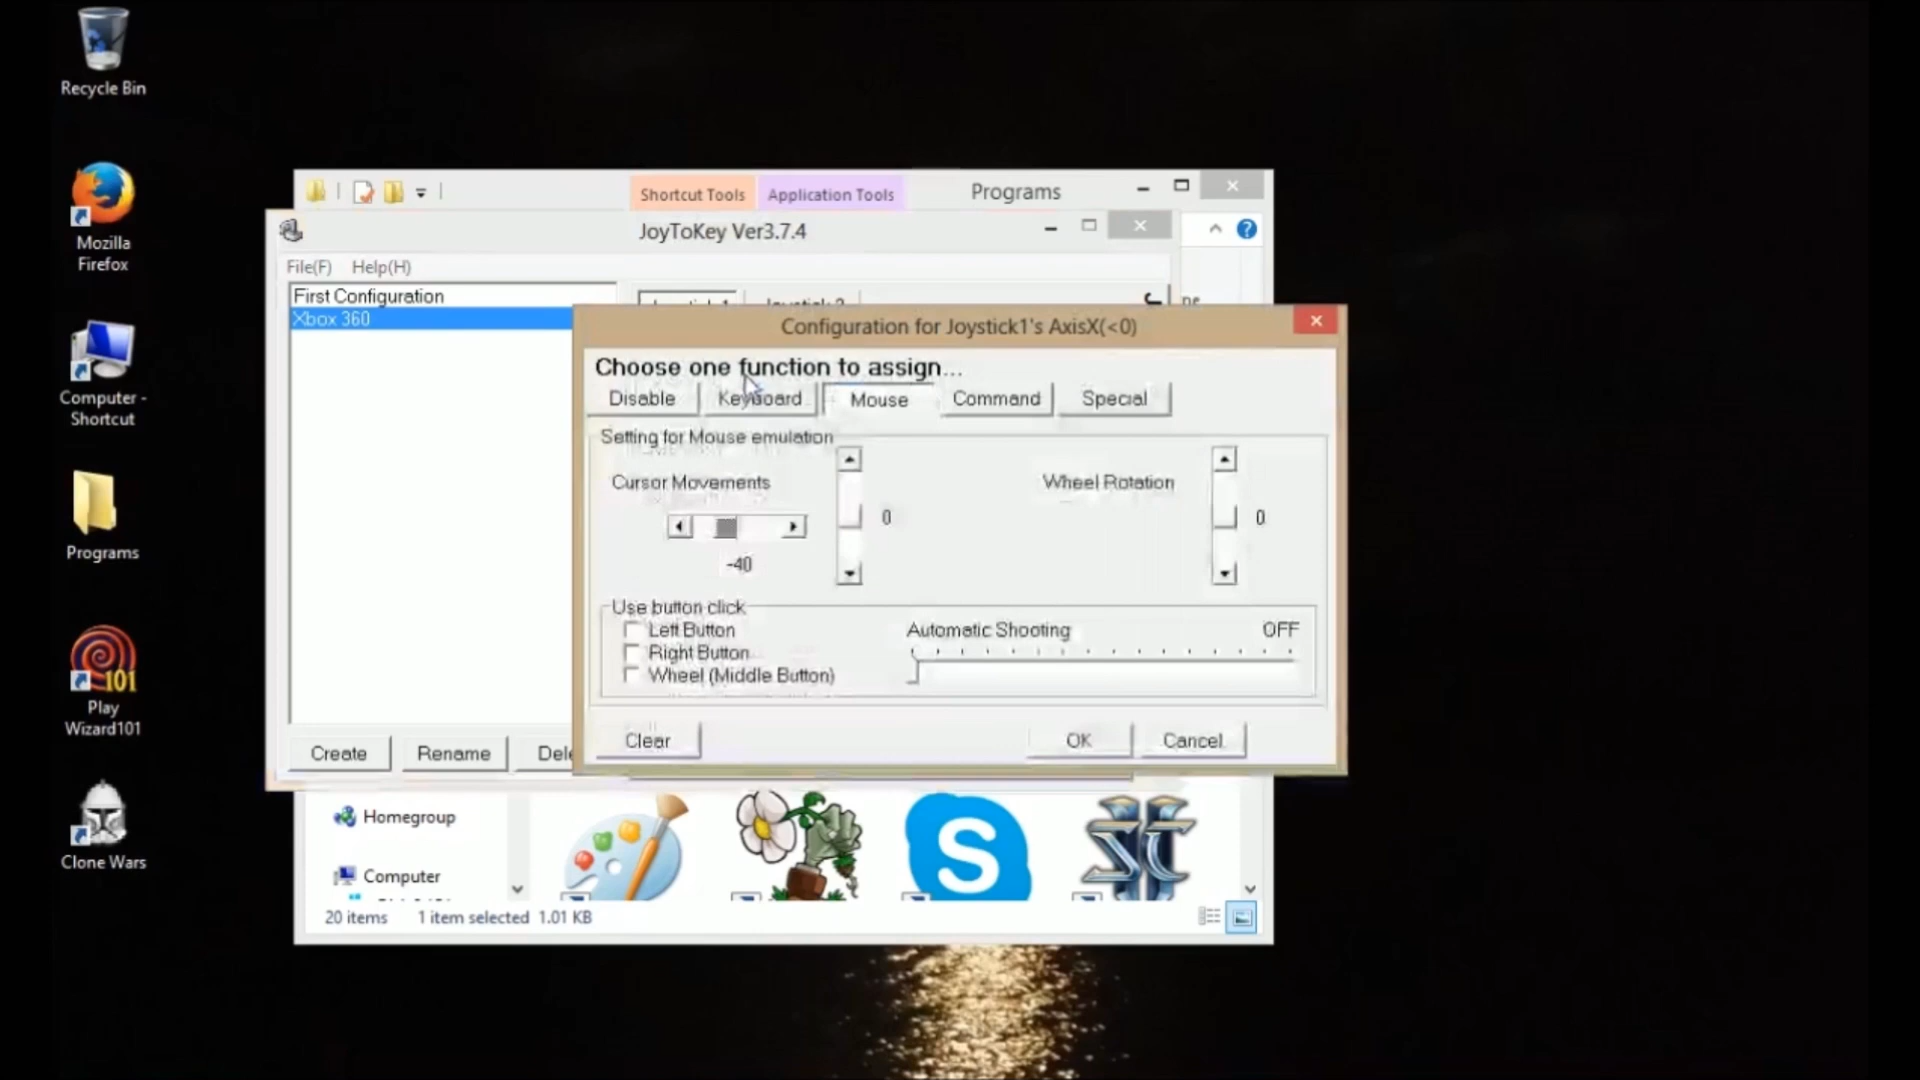 Recycle Bin
Mozilla
Firefox
Computer -
Shortcut
Programs
Play
Wizard101
Clone Wars
Shortcut Tools
Application Tools
Programs
JoyToKey Ver3.7.4
File(F) Help(H)
First Configuration
Xbox 360
Configuration for Joystick1's AxisX(<0)
Choose one function to assign...
Disable
Keyboard
Mouse
Command
Special
Setting for Mouse emulation
Cursor Movements
0
-40
Wheel Rotation
0
Use button click
Left Button
Right Button
Wheel (Middle Button)
Automatic Shooting
OFF
Clear
OK
Cancel
Create
Rename
Dele
Homegroup
Computer
20 items 1 item selected 1.01 KB